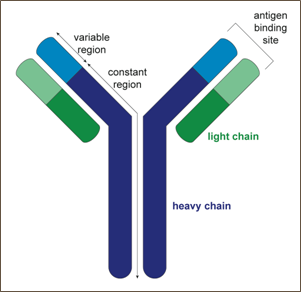 variable
region
constant
region
antigen
binding
site
light chain
heavy chain